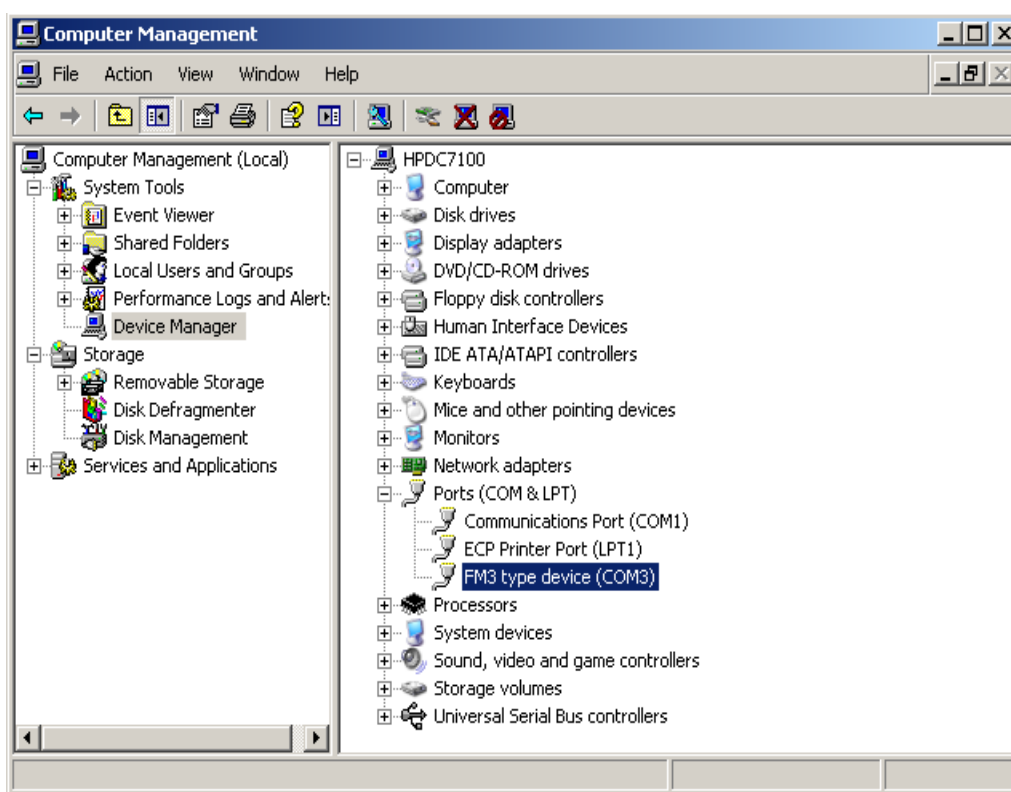 Computer Management
File Action View Window Help
Computer Management (Local)
System Tools
Event Viewer
Shared Folders
Local Users and Groups
Performance Logs and Alert:
Device Manager
Storage
Removable Storage
Disk Defragmenter
Disk Management
Services and Applications
HPDC7100
Computer
Disk drives
Display adapters
DVD/CD-ROM drives
Floppy disk controllers
Human Interface Devices
IDE ATA/ATAPI controllers
Keyboards
Mice and other pointing devices
Monitors
Network adapters
Ports (COM & LPT)
Communications Port (COM1)
ECP Printer Port (LPT1)
FM3 type device (COM3)
Processors
System devices
Sound, video and game controllers
Storage volumes
Universal Serial Bus controllers